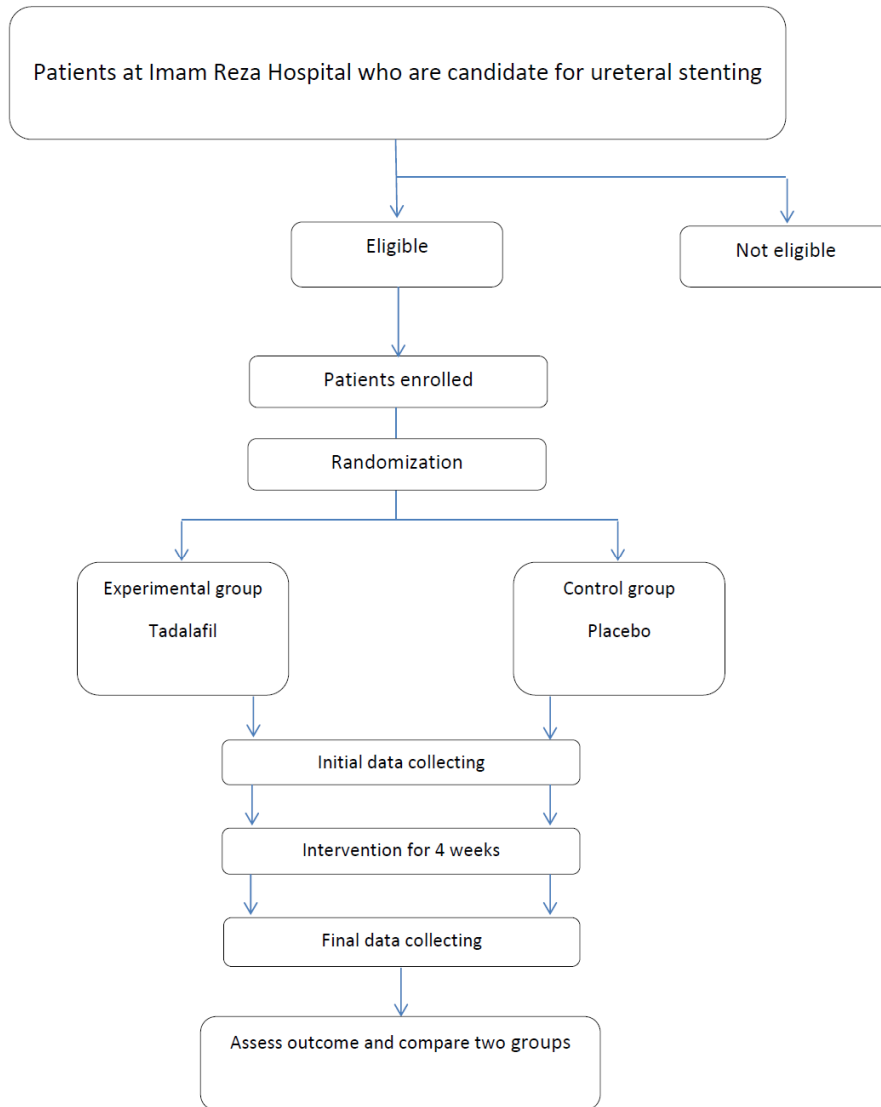 Patients at Imam Reza Hospital who are candidate for ureteral stenting
Eligible
Not eligible
Patients enrolled
Randomization
Experimental group
Tadalafil
Control group
Placebo
Initial data collecting
Intervention for 4 weeks
Final data collecting
Assess outcome and compare two groups